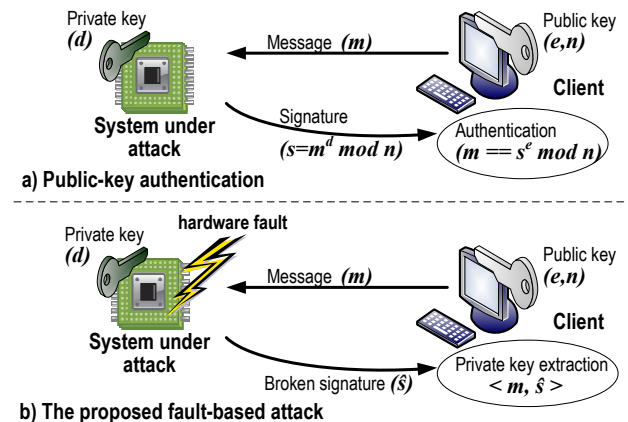 Private key
(d)
Message (m)
Public key
(e,n)
Client
System under
attack
Signature
(s=m^d mod n)
Authentication
(m == s^e mod n)
a) Public-key authentication
hardware fault
Private key
(d)
Message (m)
Public key
(e,n)
Client
System under
attack
Broken signature (ŝ)
Private key extraction
< m, ŝ >
b) The proposed fault-based attack